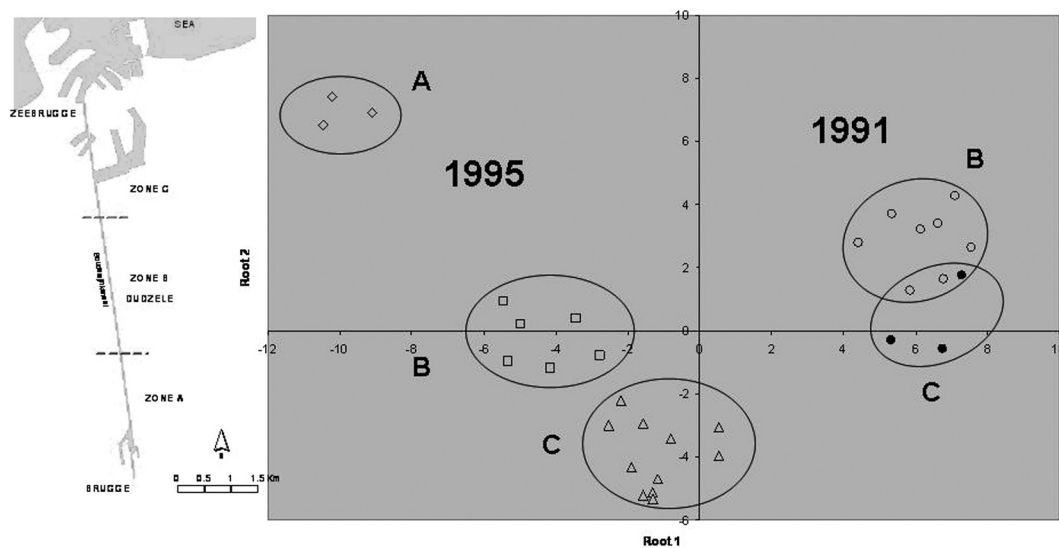 SEA
ZEEBRUGGE
ZONE C
ZONE B
DUDZELE
ZONE A
BRUGGE
0 0.5 1 1.5 Km
10
8
6
4
2
0
-2
-4
-6
-12 -10 -8 -6 -4 -2 0 2 4 6 8 10
Root 2
Root 1
A
1995
B
C
1991
B
C